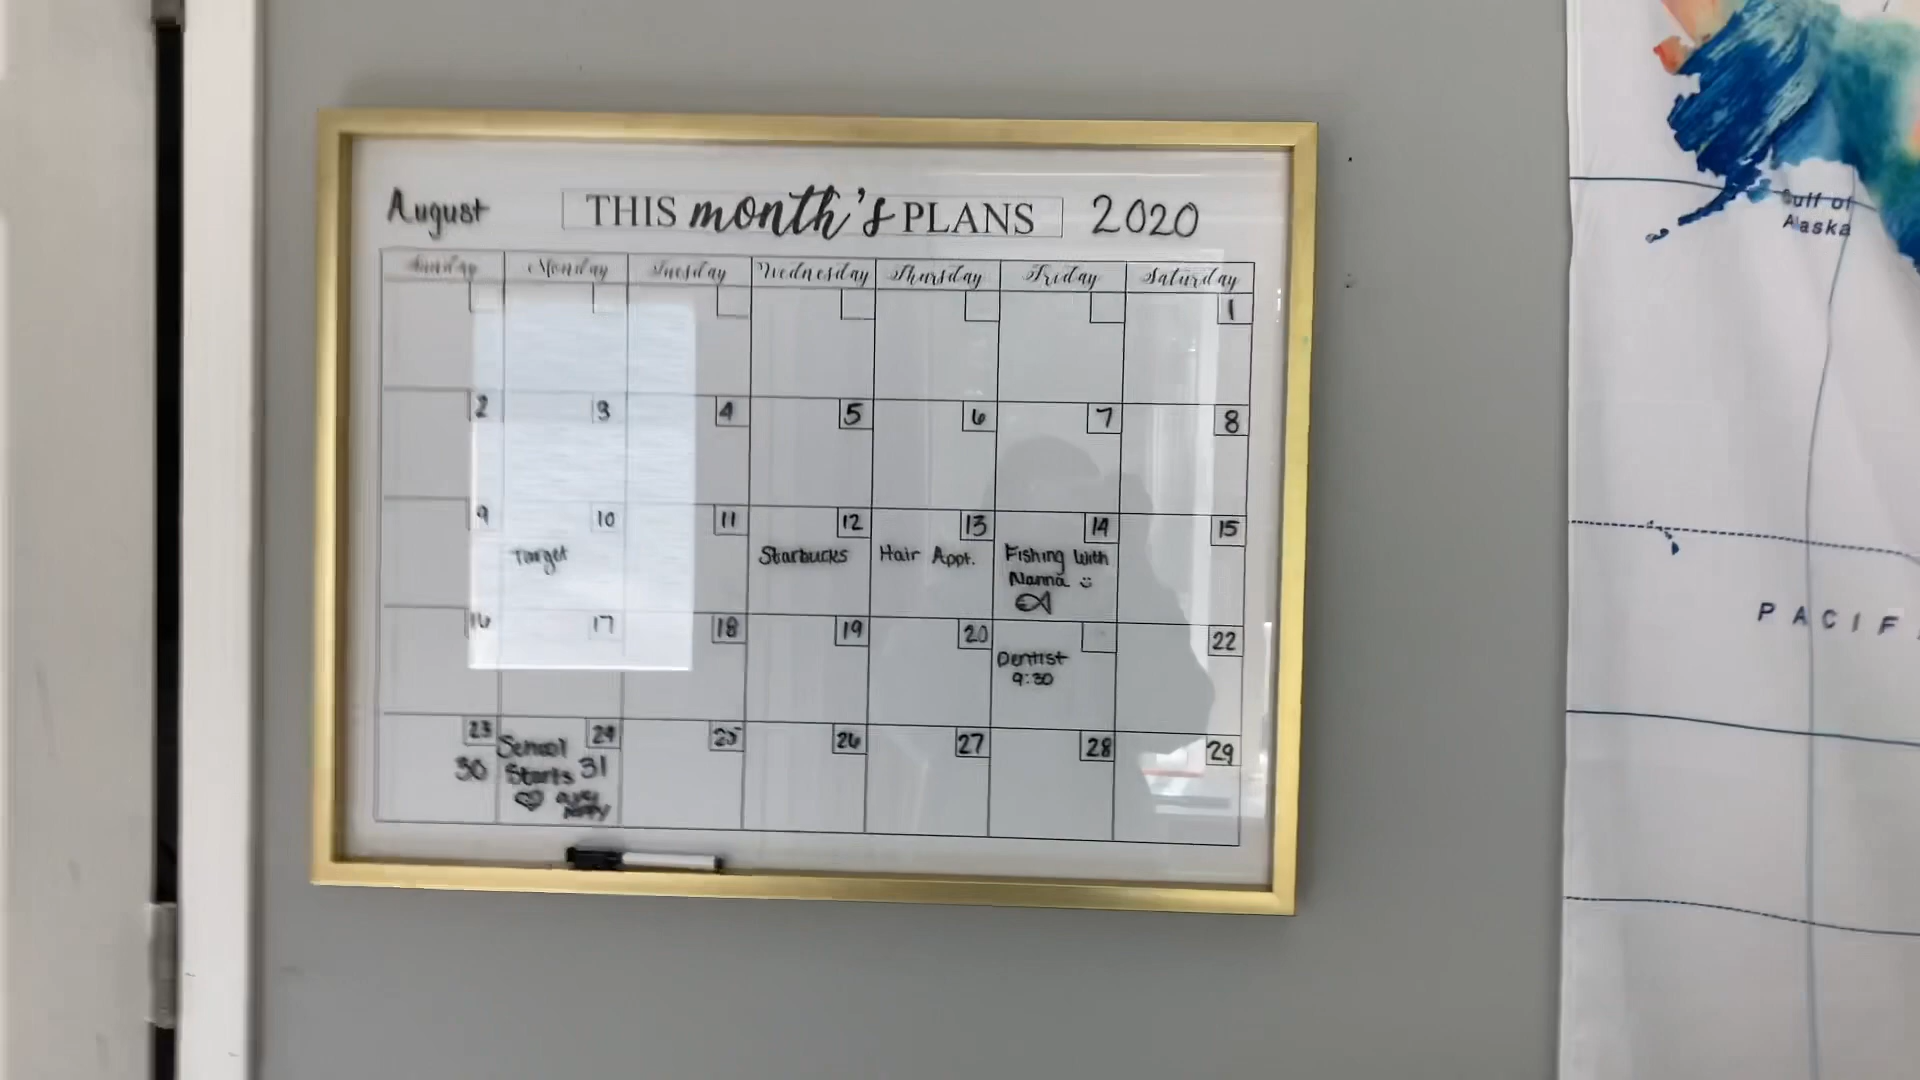 August THIS month's PLANS 2020
Sunday Monday Tuesday Wednesday Thursday Friday Saturday
1
2 3 4 5 6 7 8
9 10 11 12 13 14 15
Target Starbucks Hair Appt. Fishing With
Nanna
16 17 18 19 20 22
Dentist
9:30
23 24 25 26 27 28 29
School
30 Starts 31
Gulf of
Alaska
PACIF